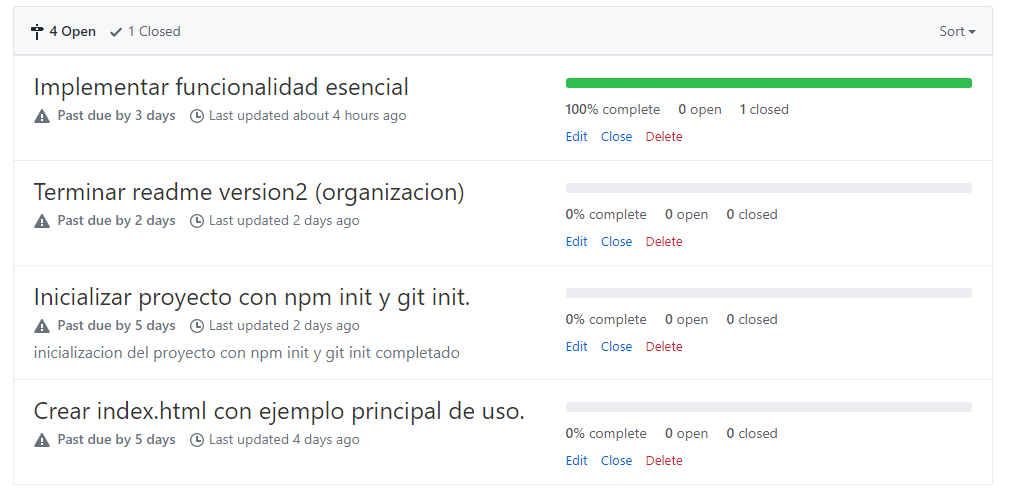 4 Open 1 Closed Sort
Implementar funcionalidad esencial
Past due by 3 days Last updated about 4 hours ago
100% complete 0 open 1 closed
Edit Close Delete
Terminar readme version2 (organizacion)
Past due by 2 days Last updated 2 days ago
0% complete 0 open 0 closed
Edit Close Delete
Inicializar proyecto con npm init y git init.
Past due by 5 days Last updated 2 days ago
inicializacion del proyecto con npm init y git init completado
0% complete 0 open 0 closed
Edit Close Delete
Crear index.html con ejemplo principal de uso.
Past due by 5 days Last updated 4 days ago
0% complete 0 open 0 closed
Edit Close Delete